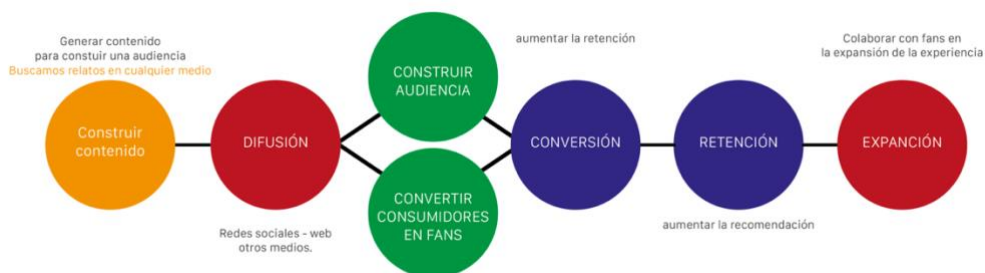 Generar contenido
para constuir una audiencia
Buscamos relatos en cualquier medio
Construir
contenido
DIFUSIÓN
Redes sociales - web
otros medios.
CONSTRUIR
AUDIENCIA
CONVERTIR
CONSUMIDORES
EN FANS
aumentar la retención
CONVERSIÓN
RETENCIÓN
aumentar la recomendación
Colaborar con fans en
la expansión de la experiencia
EXPANCIÓN